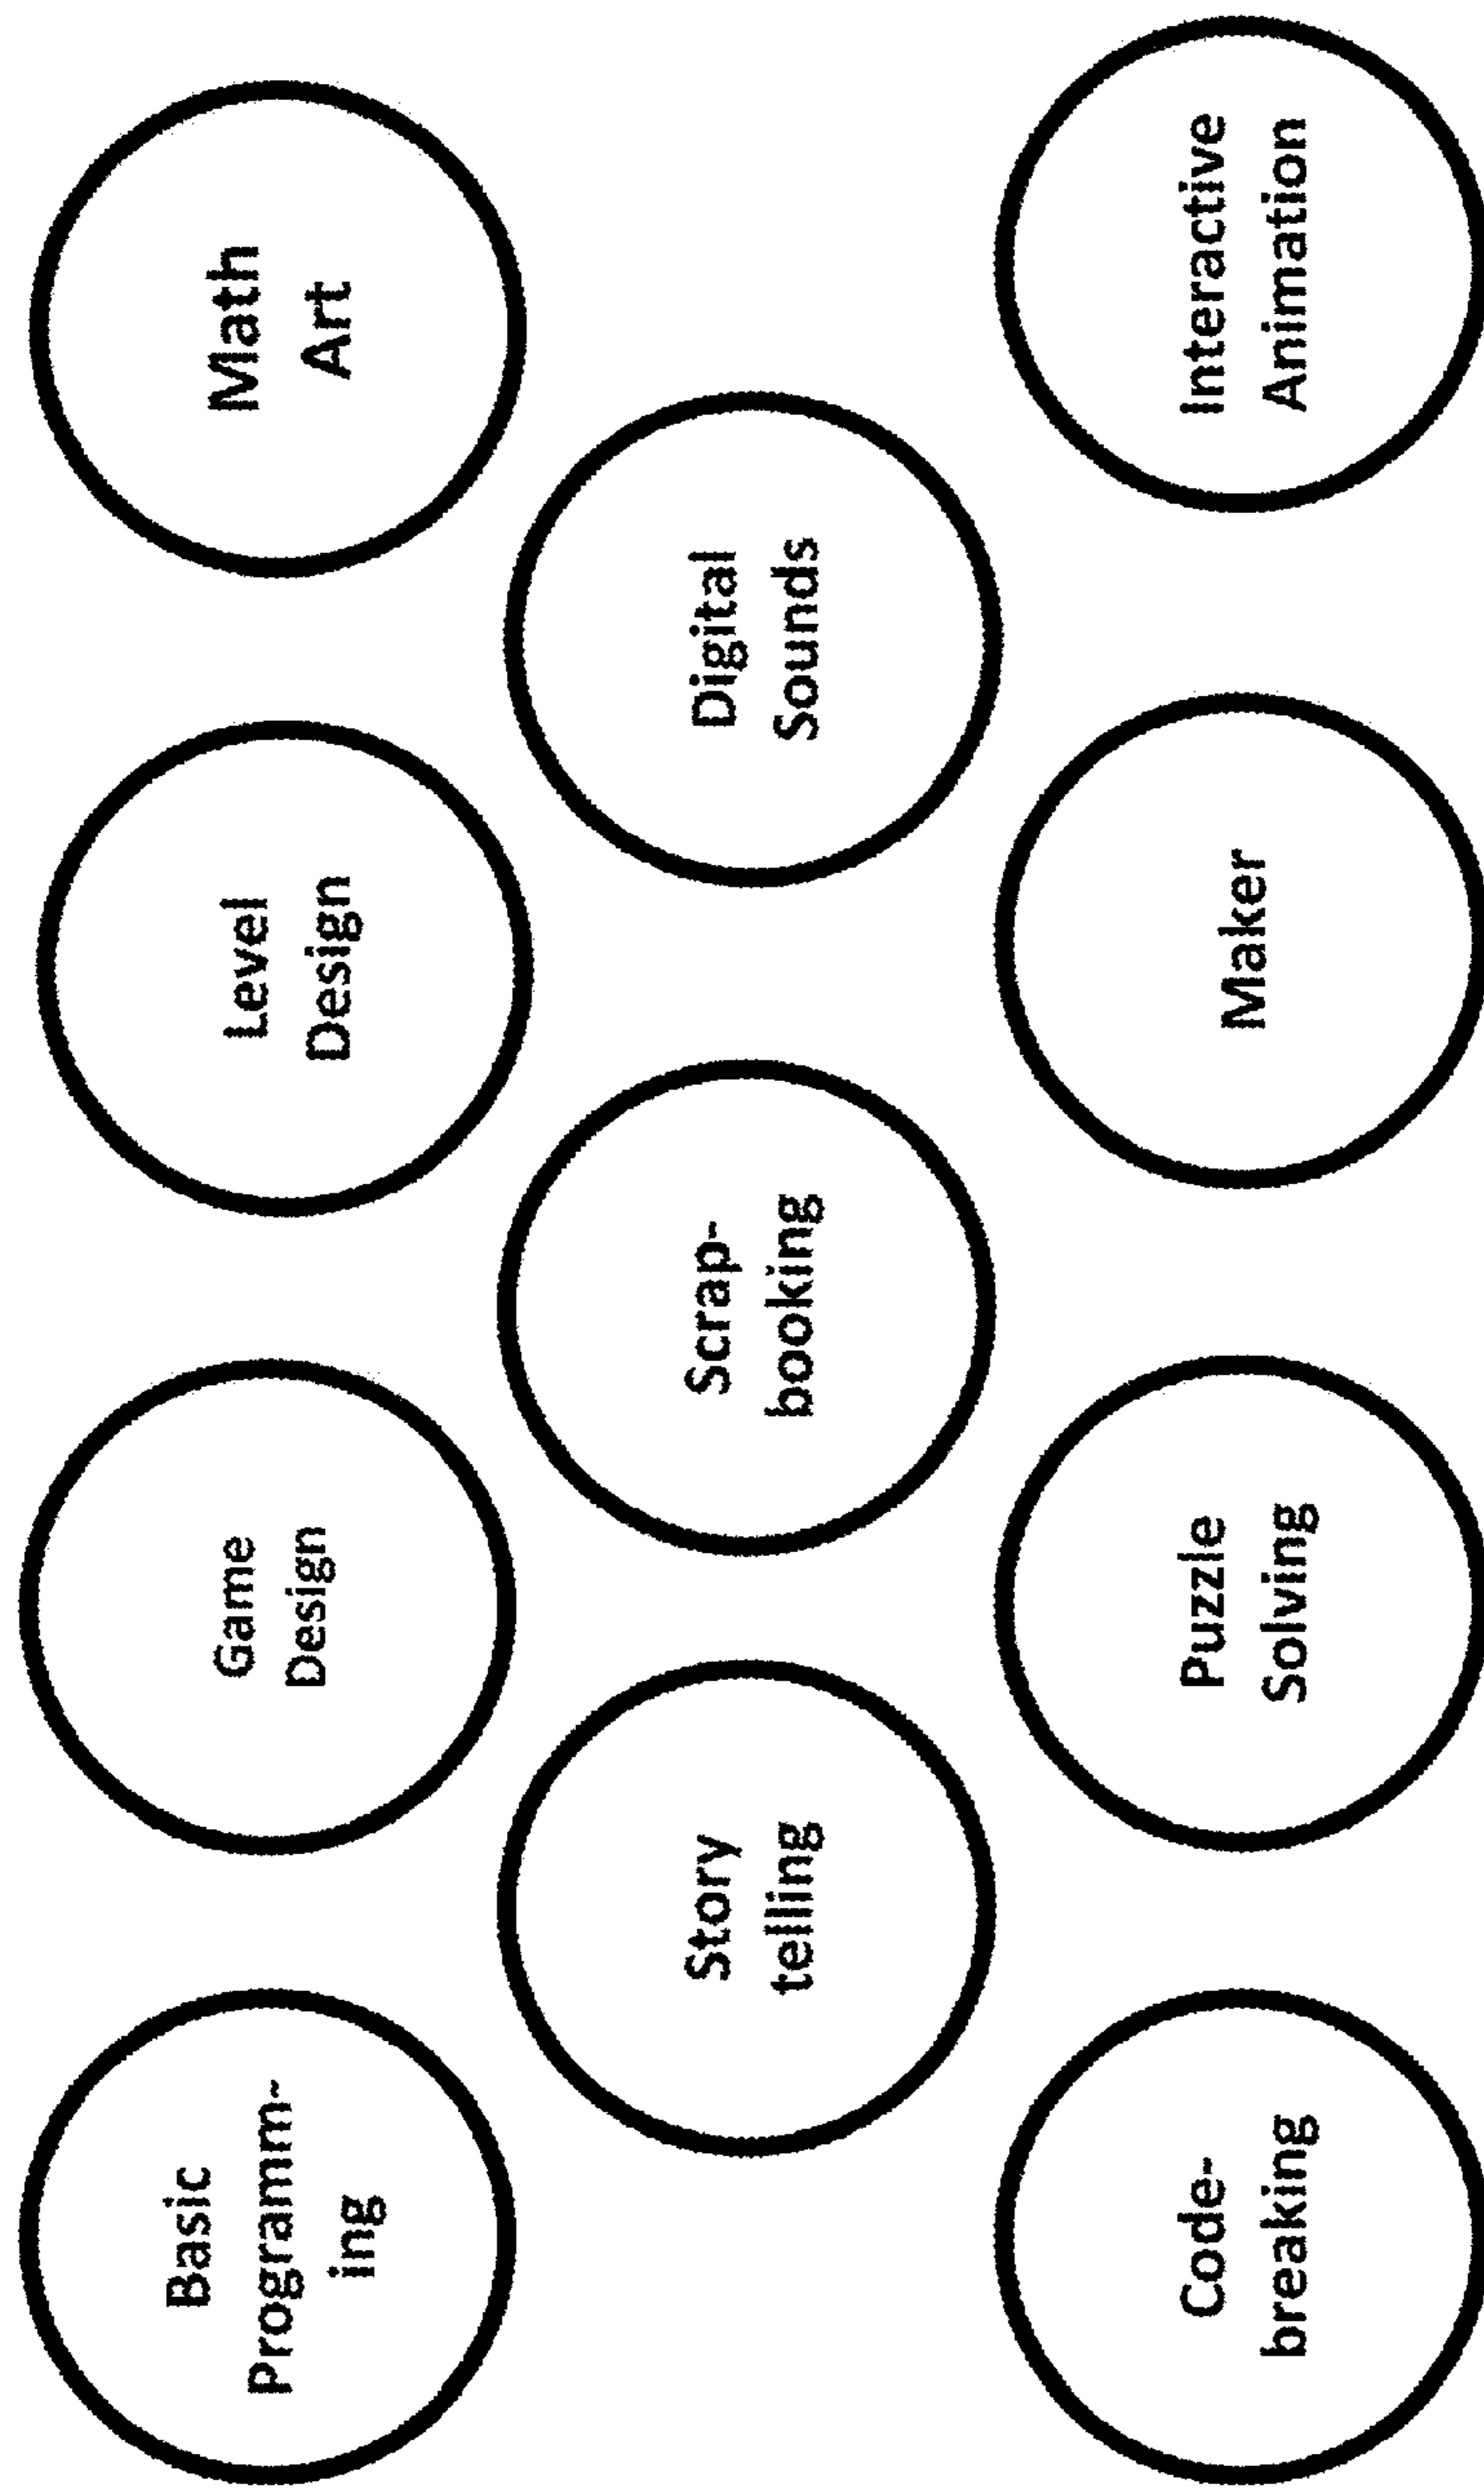 Basic
Programm-
ing
Game
Design
Level
Design
Math
Art
Story
telling
Scrap-
booking
Digital
Sounds
Code-
breaking
Puzzle
Solving
Maker
Interactive
Animation